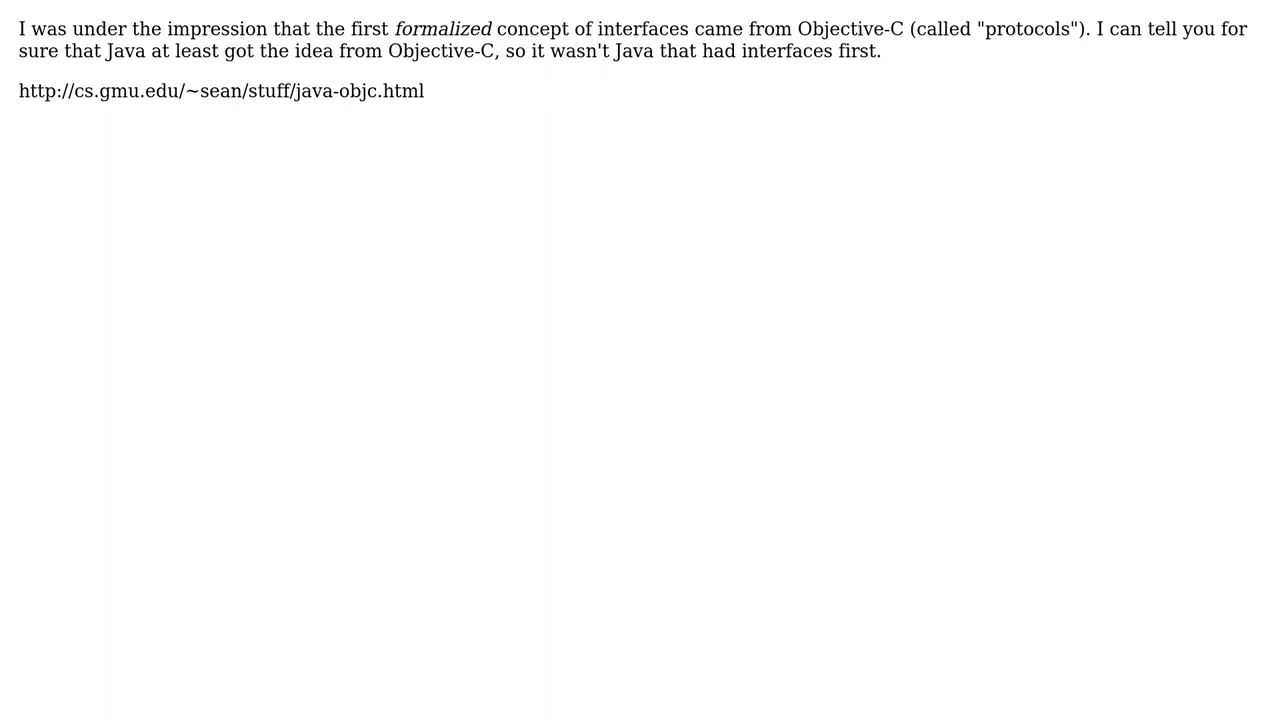 I was under the impression that the first formalized concept of interfaces came from Objective-C (called "protocols"). I can tell you for
sure that Java at least got the idea from Objective-C, so it wasn't Java that had interfaces first.
http://cs.gmu.edu/~sean/stuff/java-objc.html